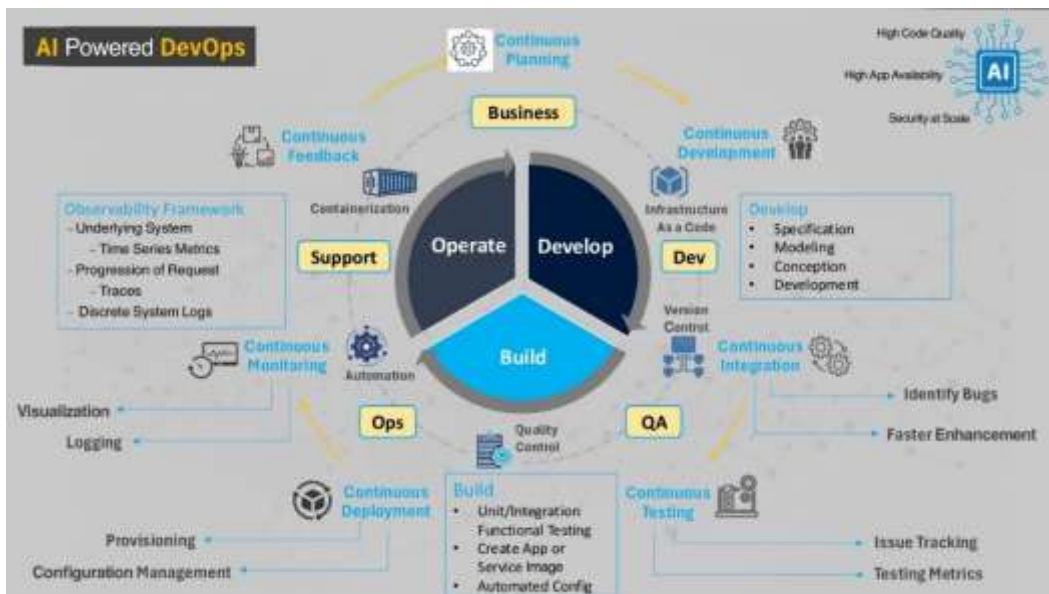 AI Powered DevOps
Continuous
Planning
High Code Quality
High App Availability
AI
Security at Scale
Business
Continuous
Feedback
Continuous
Development
Containerization
Infrastructure
As a Code
Observability Framework
- Underlying System
- Time Series Metrics
- Progression of Request
- Traces
- Discrete System Logs
Support
Operate
Develop
Dev
Develop
• Specification
• Modeling
• Conception
• Development
Version
Control
Build
Continuous
Monitoring
Automation
Continuous
Integration
Visualization
Logging
Identify Bugs
Faster Enhancement
Ops
QA
Quality
Control
Continuous
Deployment
Build
• Unit/Integration
Functional Testing
• Create App or
Service Image
• Automated Config
Continuous
Testing
Provisioning
Configuration Management
Issue Tracking
Testing Metrics